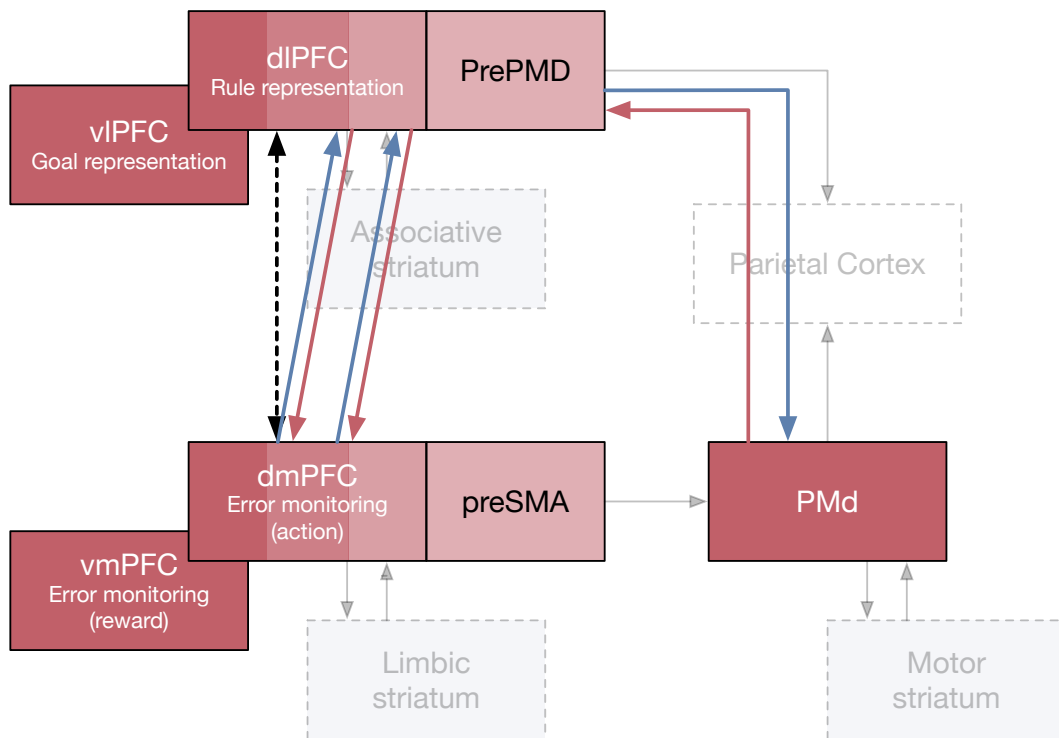 dlPFC
Rule representation
PrePMD
vlPFC
Goal representation
Associative
striatum
Parietal Cortex
dmPFC
Error monitoring
(action)
preSMA
PMd
vmPFC
Error monitoring
(reward)
Limbic
striatum
Motor
striatum